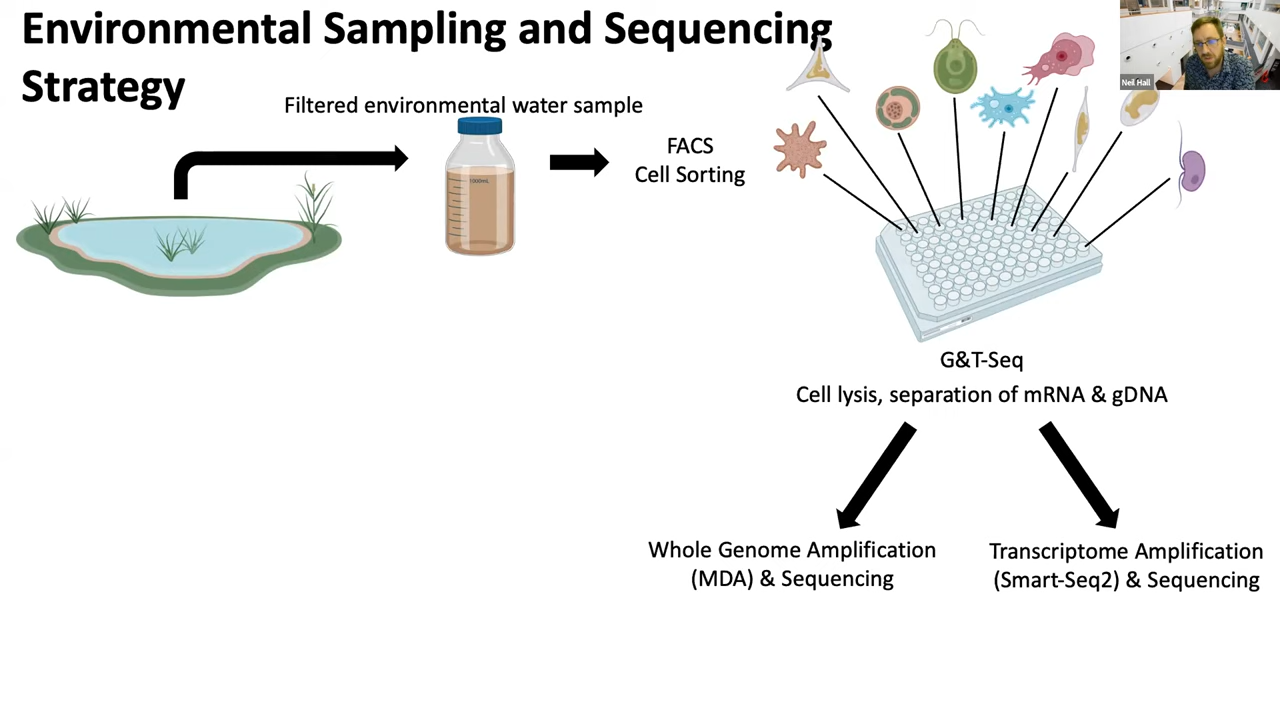 Environmental Sampling and Sequencing
Strategy
Filtered environmental water sample
1000mL
FACS
Cell Sorting
Neil Hall
G&T-Seq
Cell lysis, separation of mRNA & gDNA
Whole Genome Amplification
(MDA) & Sequencing
Transcriptome Amplification
(Smart-Seq2) & Sequencing